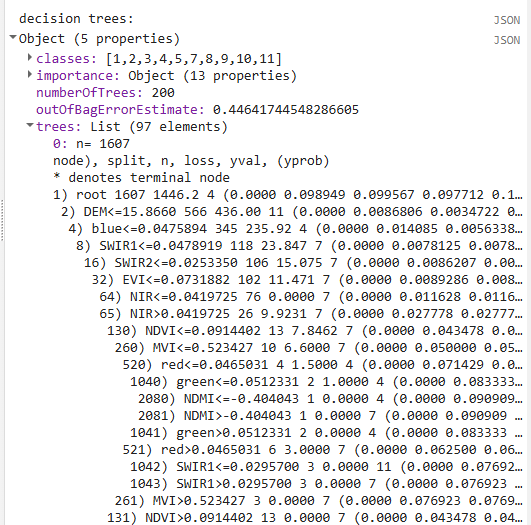 decision trees:
JSON
Object (5 properties)
JSON
classes: [1,2,3,4,5,7,8,9,10,11]
importance: Object (13 properties)
numberOfTrees: 200
outOfBagErrorEstimate: 0.44641744548286605
trees: List (97 elements)
0: n= 1607
node), split, n, loss, yval, (yprob)
* denotes terminal node
1) root 1607 1446.2 4 (0.0000 0.098949 0.099567 0.097712 0.1…
2) DEM<=15.8660 566 436.00 11 (0.0000 0.0086806 0.0034722 0…
4) blue<=0.0475894 345 235.92 4 (0.0000 0.014085 0.0056338…
8) SWIR1<=0.0478919 118 23.847 7 (0.0000 0.0078125 0.0078…
16) SWIR2<=0.0253350 106 15.075 7 (0.0000 0.0086207 0.00…
32) EVI<=0.0731882 102 11.471 7 (0.0000 0.0089286 0.008…
64) NIR<=0.0419725 76 0.0000 7 (0.0000 0.011628 0.0116…
65) NIR>0.0419725 26 9.9231 7 (0.0000 0.027778 0.02777…
130) NDVI<=0.0914402 13 7.8462 7 (0.0000 0.043478 0.0…
260) MVI<=0.523427 10 6.6000 7 (0.0000 0.050000 0.05…
520) red<=0.0465031 4 1.5000 4 (0.0000 0.071429 0.0…
1040) green<=0.0512331 2 1.0000 4 (0.0000 0.083333…
2080) NDMI<=-0.404043 1 0.0000 4 (0.0000 0.090909…
2081) NDMI>-0.404043 1 0.0000 7 (0.0000 0.090909 …
1041) green>0.0512331 2 0.0000 4 (0.0000 0.083333 …
521) red>0.0465031 6 3.0000 7 (0.0000 0.062500 0.06…
1042) SWIR1<=0.0295700 3 0.0000 11 (0.0000 0.07692…
1043) SWIR1>0.0295700 3 0.0000 7 (0.0000 0.076923 …
261) MVI>0.523427 3 0.0000 7 (0.0000 0.076923 0.0769…
131) NDVI>0.0914402 13 0.0000 7 (0.0000 0.043478 0.04…